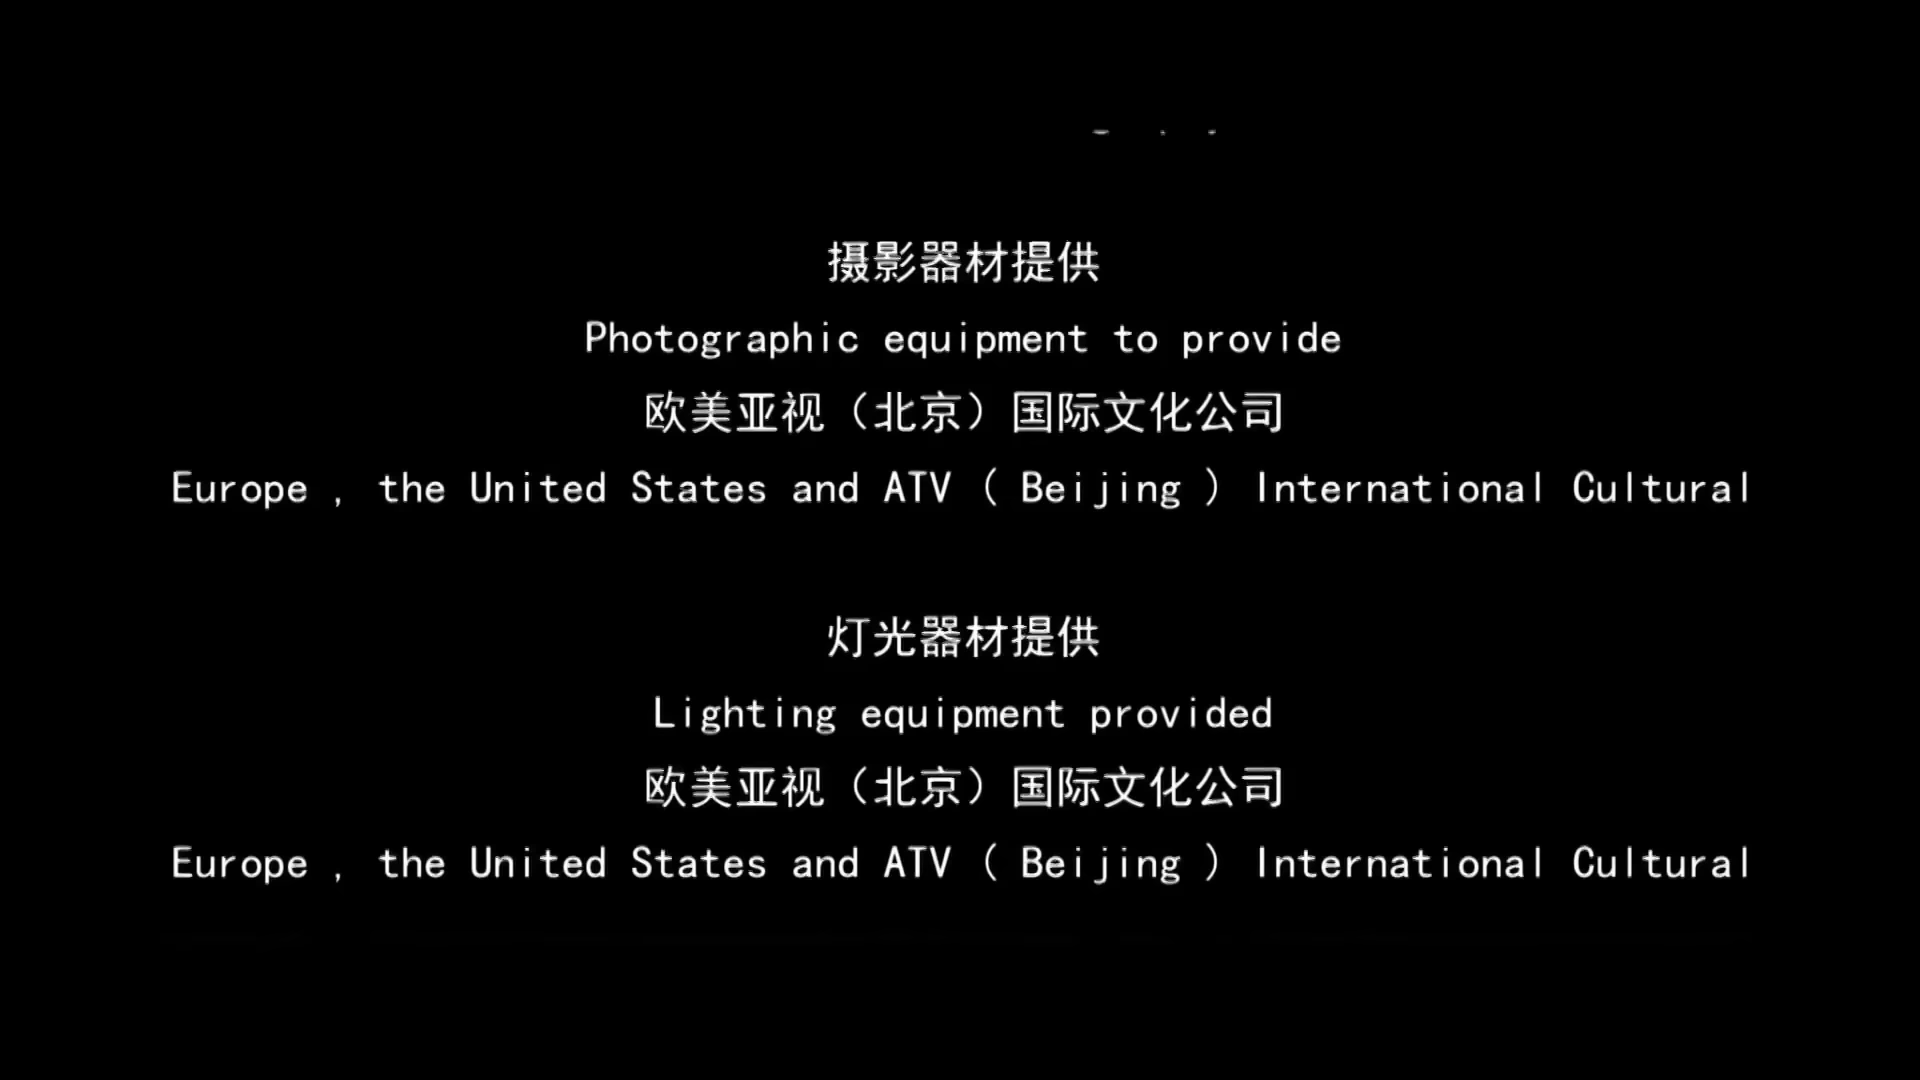 摄影器材提供
Photographic equipment to provide
欧美亚视（北京）国际文化公司
Europe , the United States and ATV ( Beijing ) International Cultural
灯光器材提供
Lighting equipment provided
欧美亚视（北京）国际文化公司
Europe , the United States and ATV ( Beijing ) International Cultural